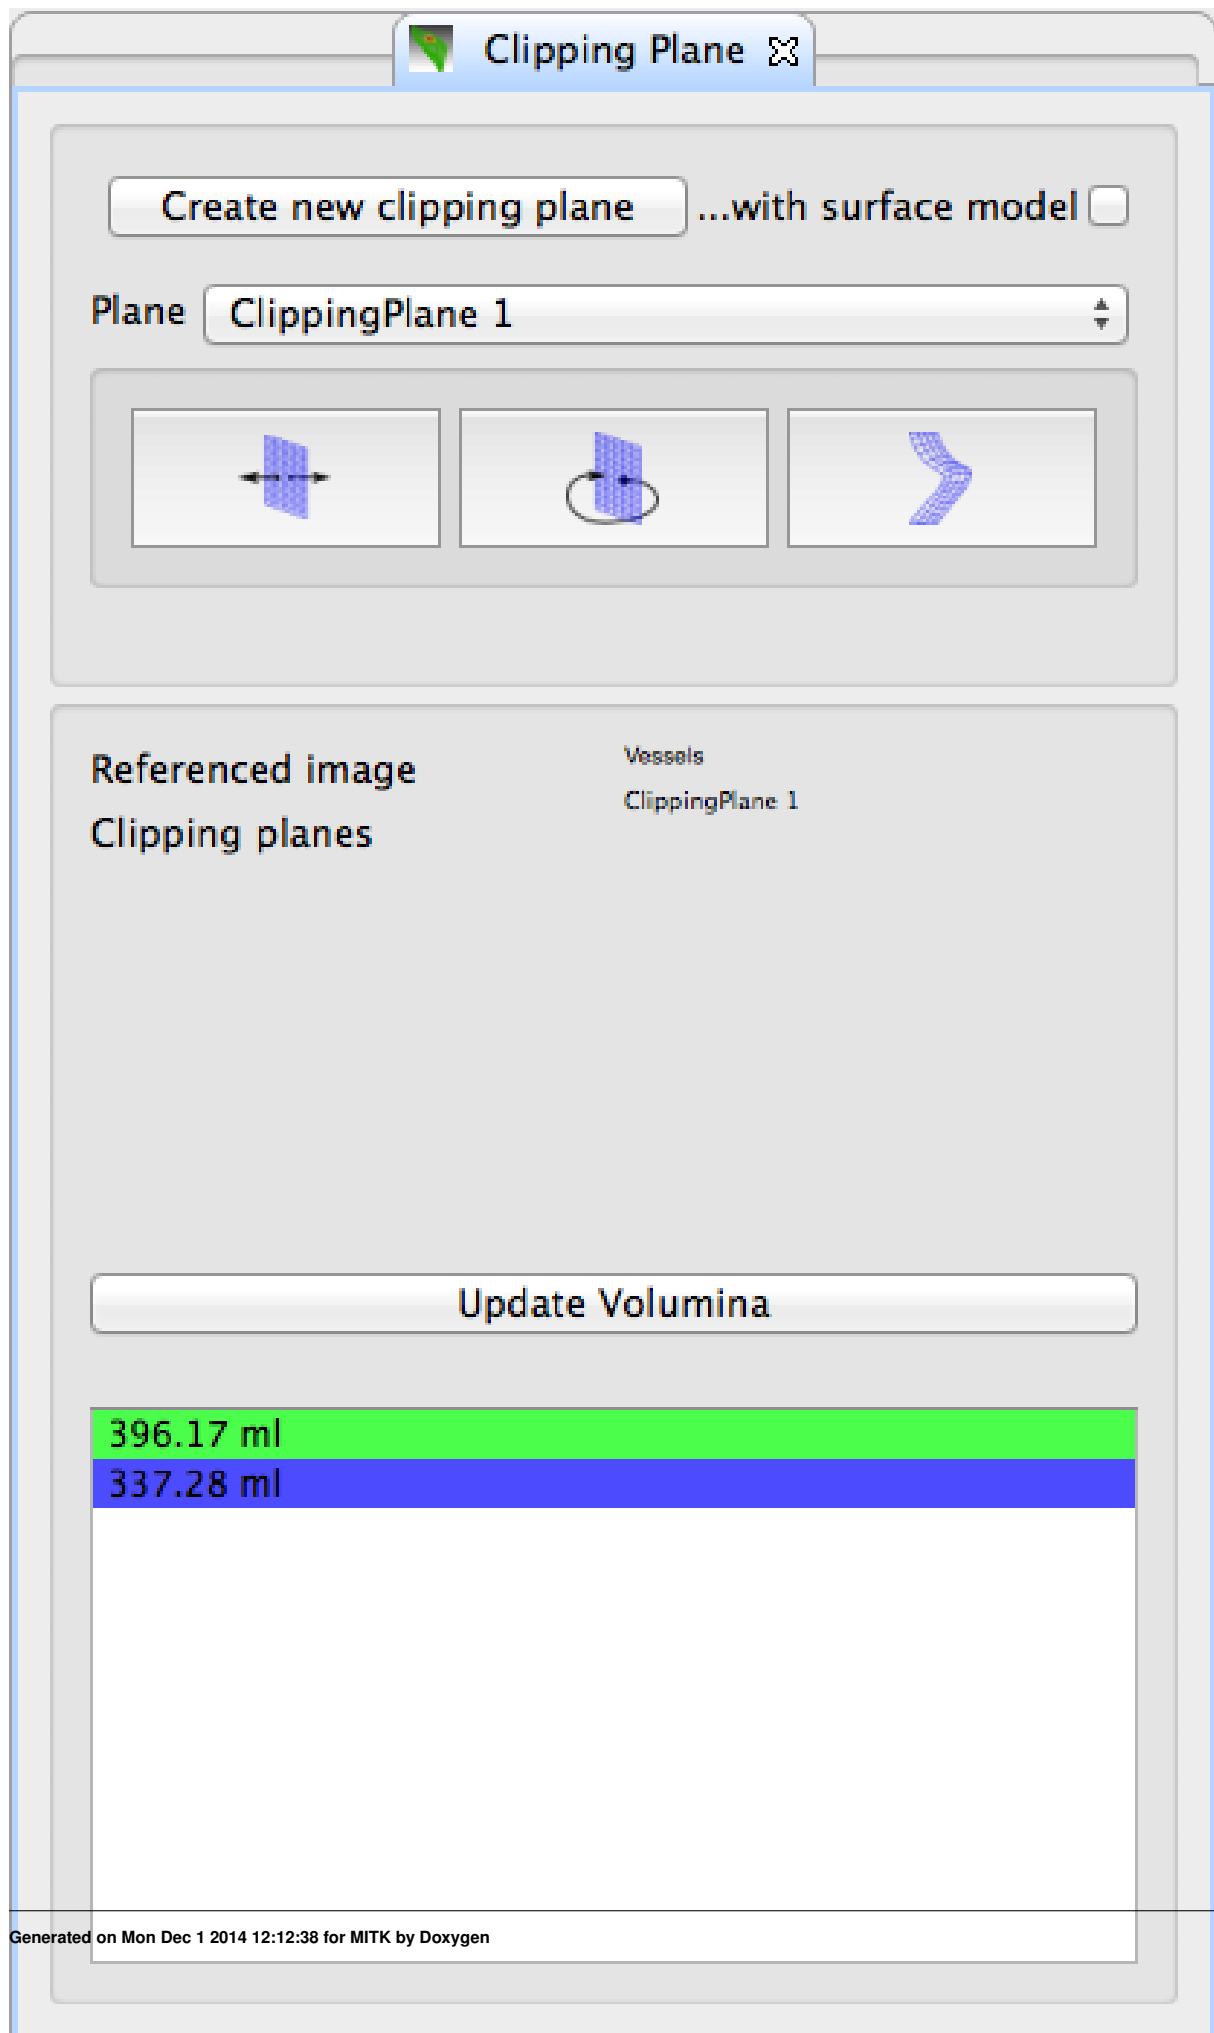 Clipping Plane
Create new clipping plane ...with surface model
Plane ClippingPlane 1
Referenced image Vessels
Clipping planes ClippingPlane 1
Update Volumina
396.17 ml
337.28 ml
Generated on Mon Dec 1 2014 12:12:38 for MITK by Doxygen